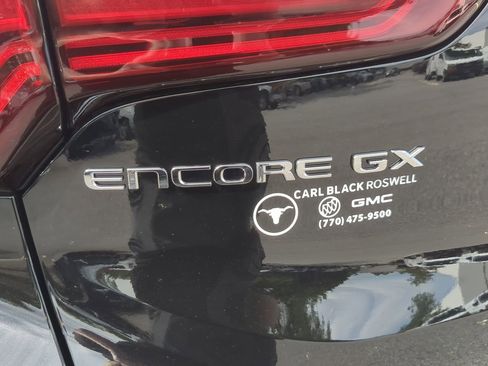 ENCORE GX
CARL BLACK ROSWELL
GMC
(770) 475-9500